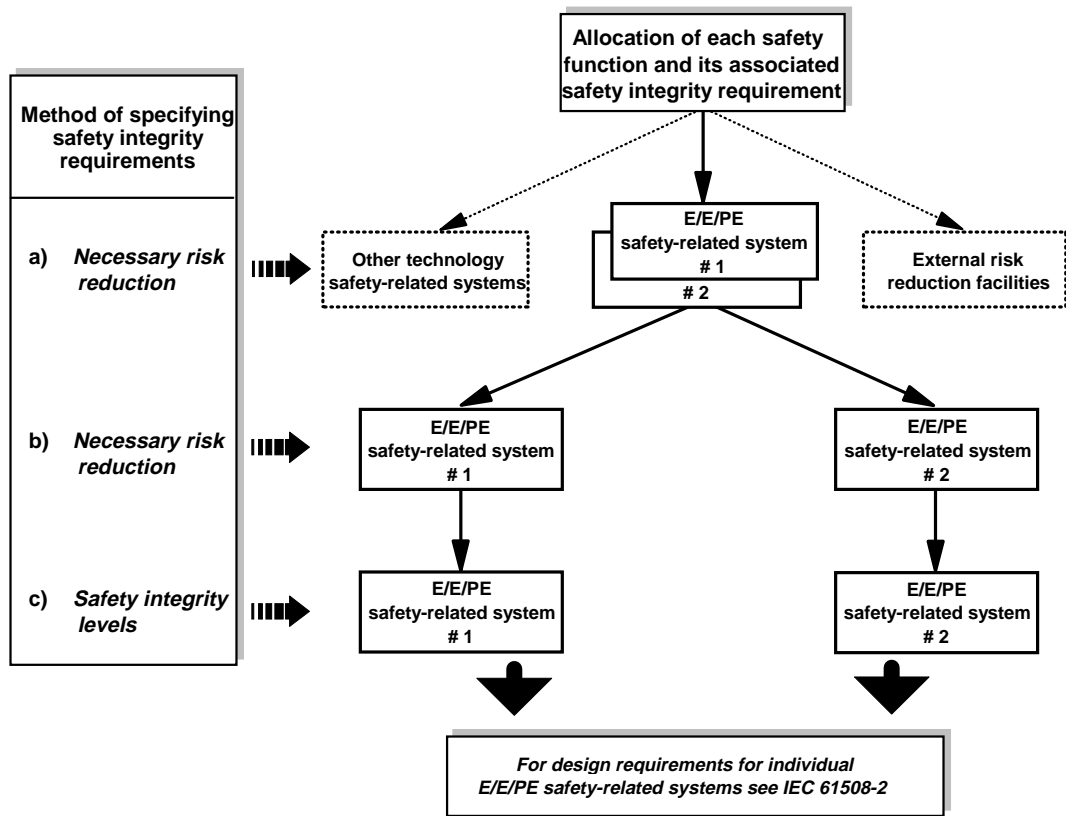 Allocation of each safety
function and its associated
safety integrity requirement
Method of specifying
safety integrity
requirements
a) Necessary risk
reduction
Other technology
safety-related systems
E/E/PE
safety-related system
# 1
# 2
External risk
reduction facilities
b) Necessary risk
reduction
E/E/PE
safety-related system
# 1
E/E/PE
safety-related system
# 2
c) Safety integrity
levels
E/E/PE
safety-related system
# 1
E/E/PE
safety-related system
# 2
For design requirements for individual
E/E/PE safety-related systems see IEC 61508-2